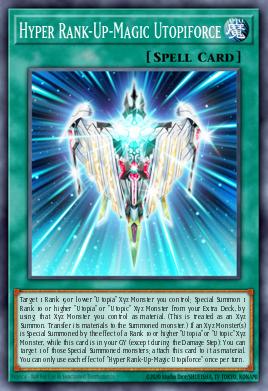 Hyper Rank-Up-Magic Utopiforce
[Spell Card]
Target 1 Rank 9 or lower "Utopia" Xyz Monster you control; Special Summon 1
Rank 10 or higher "Utopia" or "Utopic" Xyz Monster from your Extra Deck, by
using that Xyz Monster you control as material. (This is treated as an Xyz
Summon. Transfer its materials to the Summoned monster.) If an Xyz Monster(s)
is Special Summoned by the effect of a Rank 10 or higher "Utopia" or "Utopic" Xyz
Monster, while this card is in your GY (except during the Damage Step): You can
target 1 of those Special Summoned monsters; attach this card to it as material.
You can only use each effect of "Hyper Rank-Up-Magic Utopiforce" once per turn.